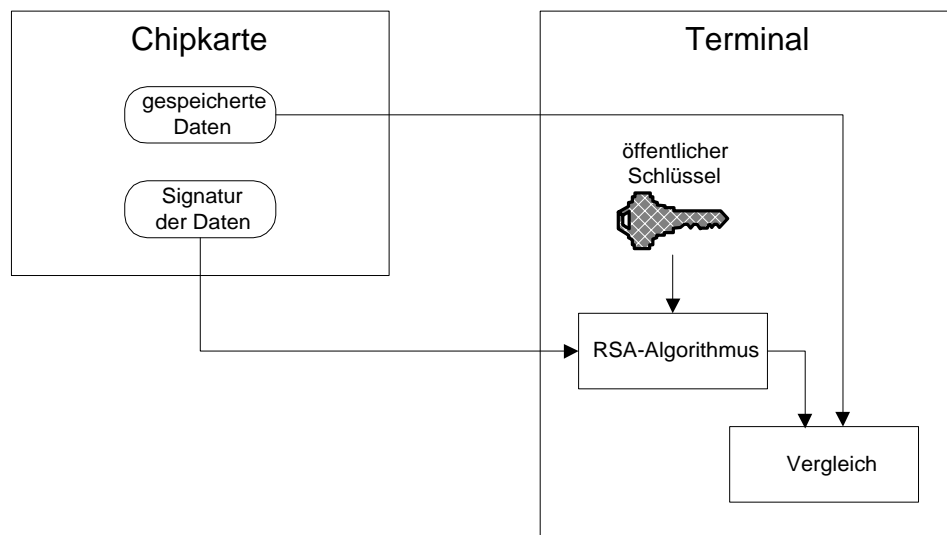 Chipkarte
gespeicherte
Daten
Signatur
der Daten
Terminal
öffentlicher
Schlüssel
RSA-Algorithmus
Vergleich